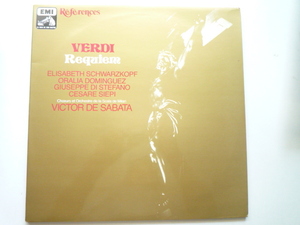 EMI
Références
VERDI
Requiem
ELISABETH SCHWARZKOPF
ORALIA DOMINGUEZ
GIUSEPPE DI STEFANO
CESARE SIEPI
VICTOR DE SABATA